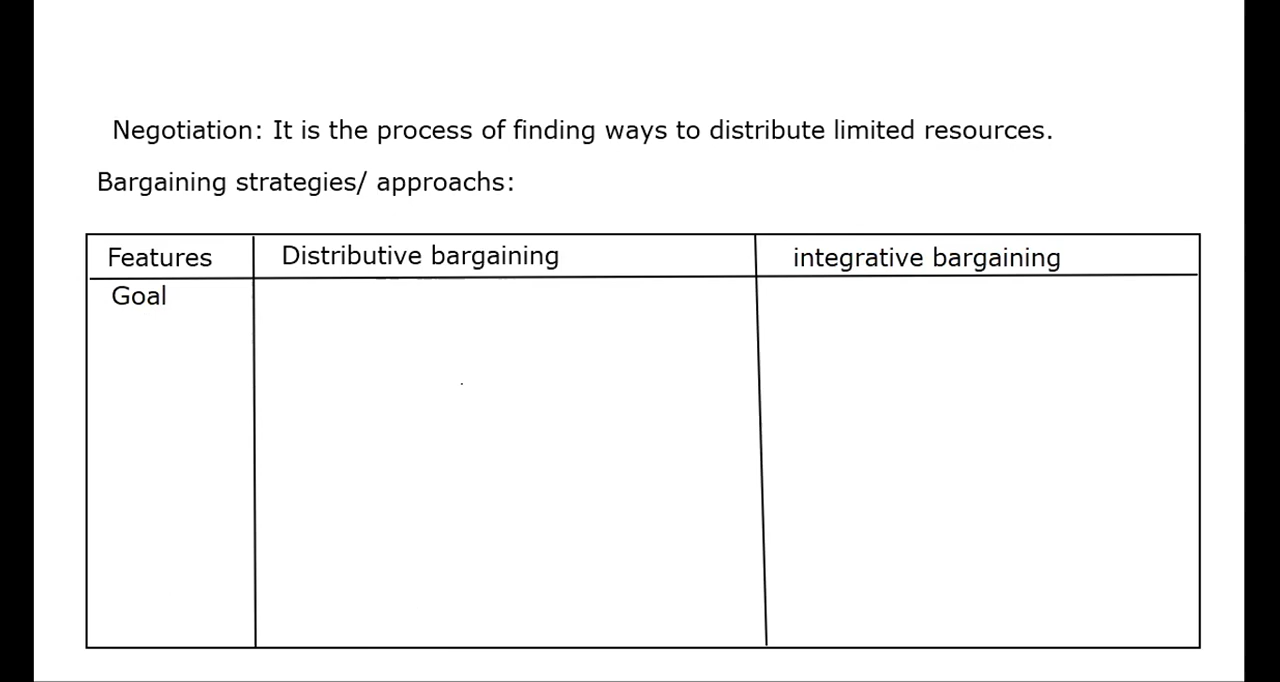 Negotiation: It is the process of finding ways to distribute limited resources.
Bargaining strategies/ approachs:
Features Distributive bargaining integrative bargaining
Goal